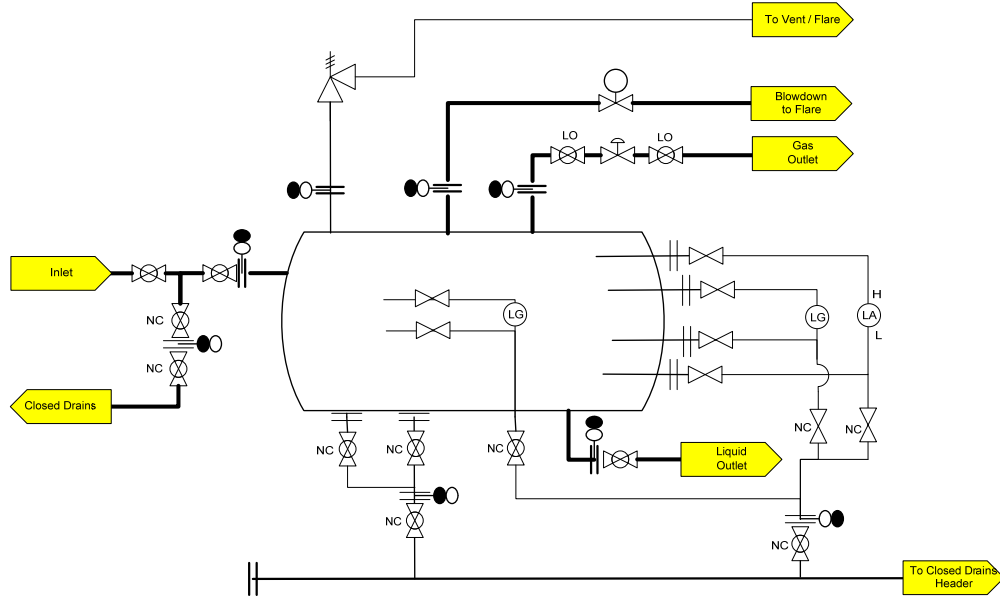 To Vent / Flare
Blowdown
to Flare
LO
LO
Gas
Outlet
Inlet
H
LG
LG
LA
L
NC
NC
Closed Drains
NC
NC
NC
NC
NC
Liquid
Outlet
NC
NC
To Closed Drains
Header